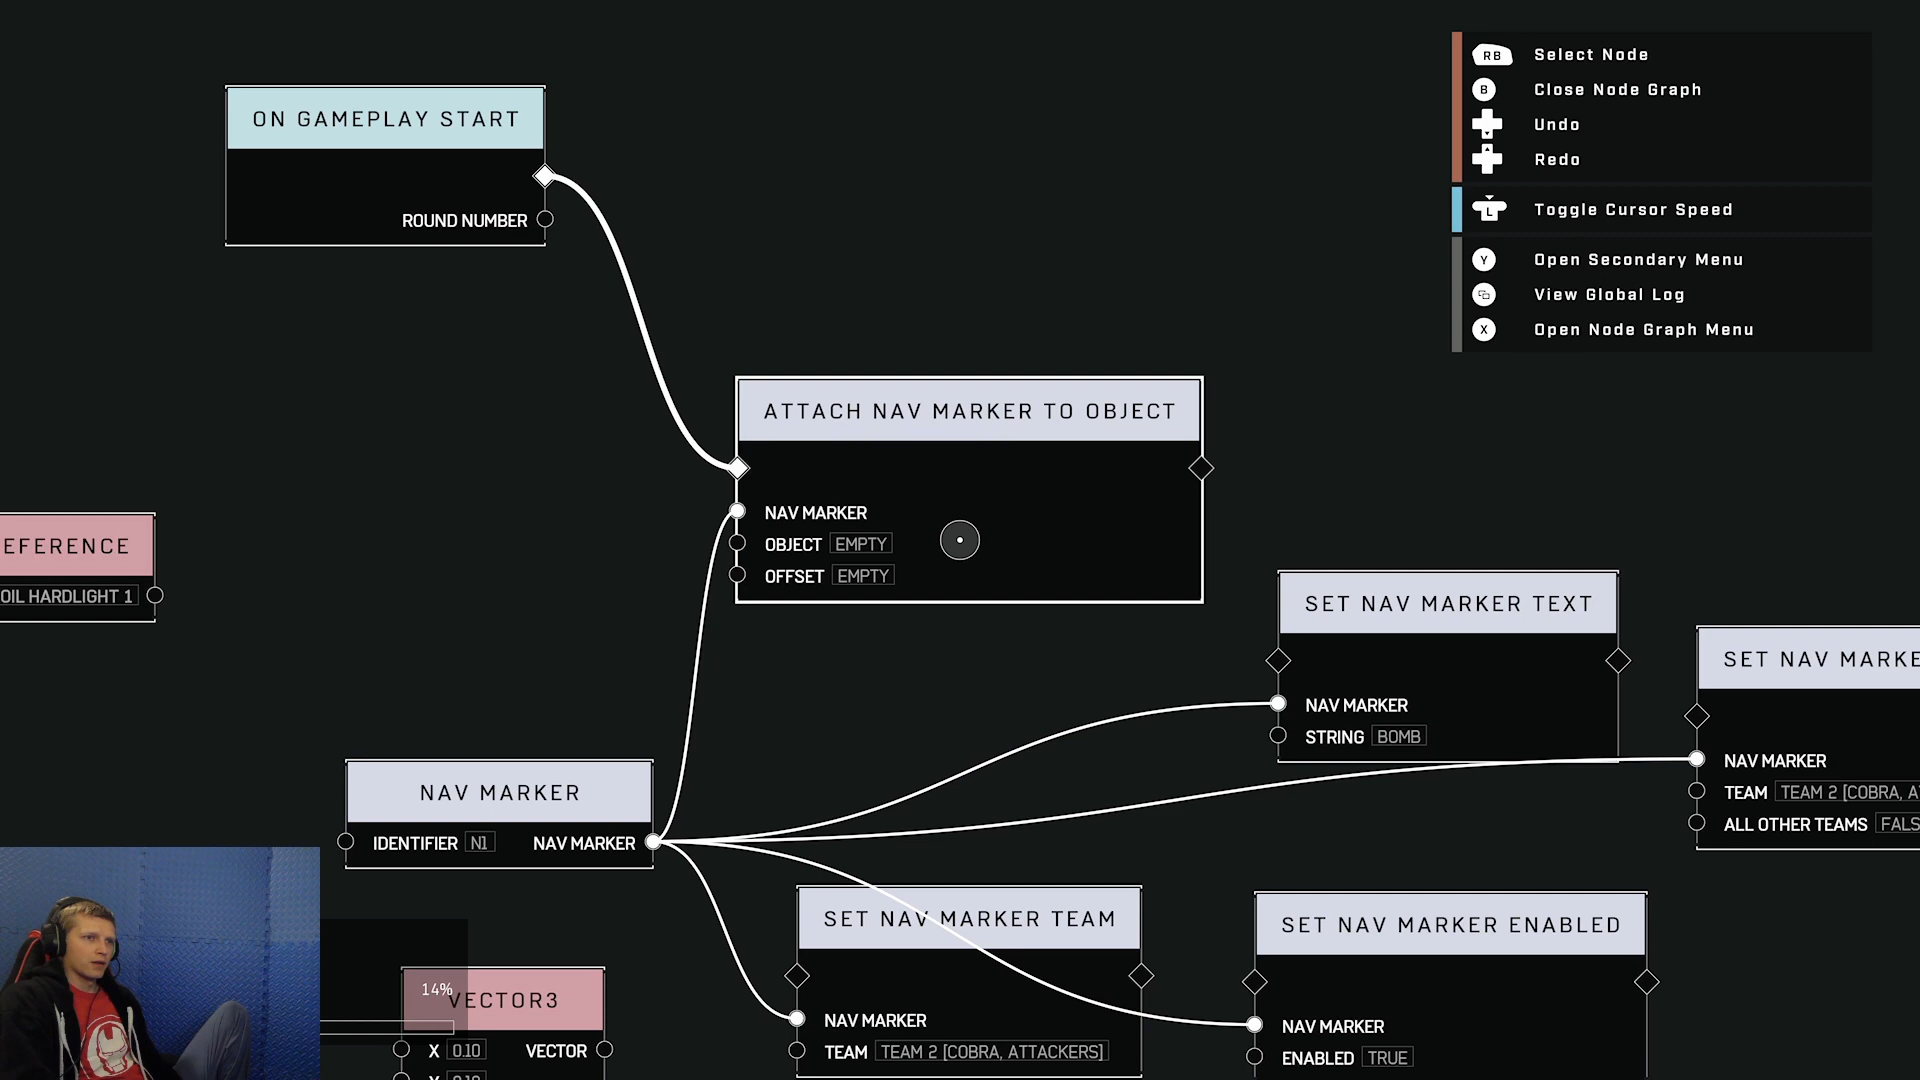 ON GAMEPLAY START
ROUND NUMBER
RB Select Node
B Close Node Graph
Undo
Redo
L Toggle Cursor Speed
Y Open Secondary Menu
View Global Log
X Open Node Graph Menu
ATTACH NAV MARKER TO OBJECT
NAV MARKER
OBJECT EMPTY
OFFSET EMPTY
EFERENCE
OIL HARDLIGHT 1
SET NAV MARKER TEXT
NAV MARKER
STRING BOMB
SET NAV MARKE
NAV MARKER
TEAM TEAM 2 [COBRA, A
ALL OTHER TEAMS FALS
NAV MARKER
IDENTIFIER N1 NAV MARKER
SET NAV MARKER TEAM
NAV MARKER
TEAM TEAM 2 [COBRA, ATTACKERS]
SET NAV MARKER ENABLED
NAV MARKER
ENABLED TRUE
14%
VECTOR3
X 0.10 VECTOR